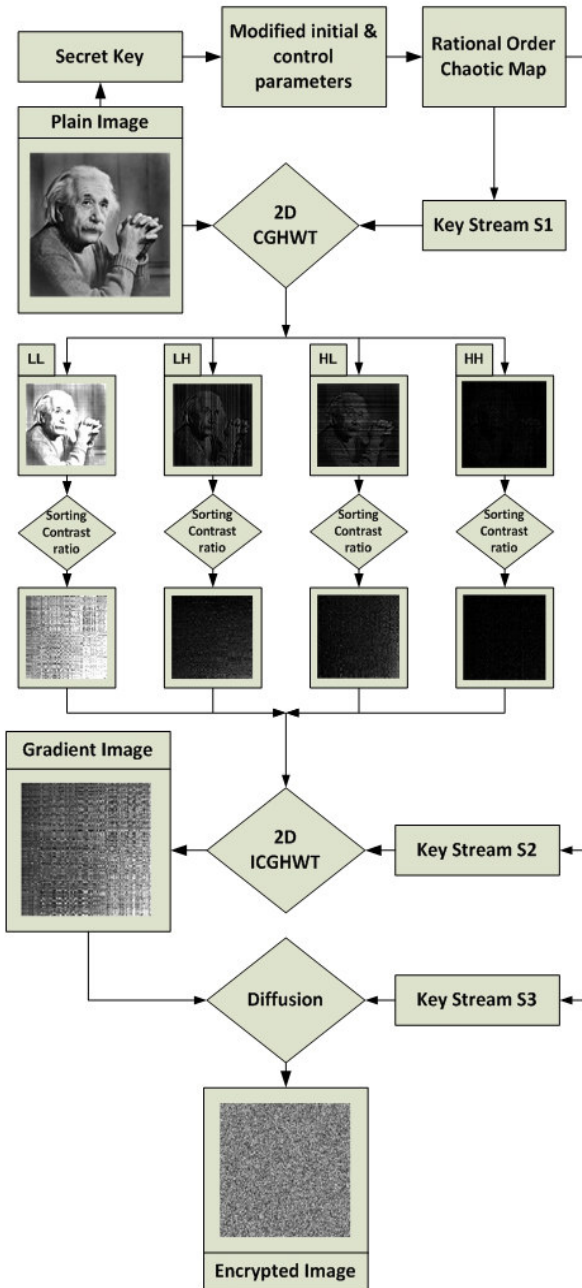 Secret Key
Modified initial &
control
parameters
Rational Order
Chaotic Map
Plain Image
2D
CGHWT
Key Stream S1
LL
LH
HL
HH
Sorting
Contrast
ratio
Sorting
Contrast
ratio
Sorting
Contrast
ratio
Sorting
Contrast
ratio
Gradient Image
2D
ICGHWT
Key Stream S2
Diffusion
Key Stream S3
Encrypted Image